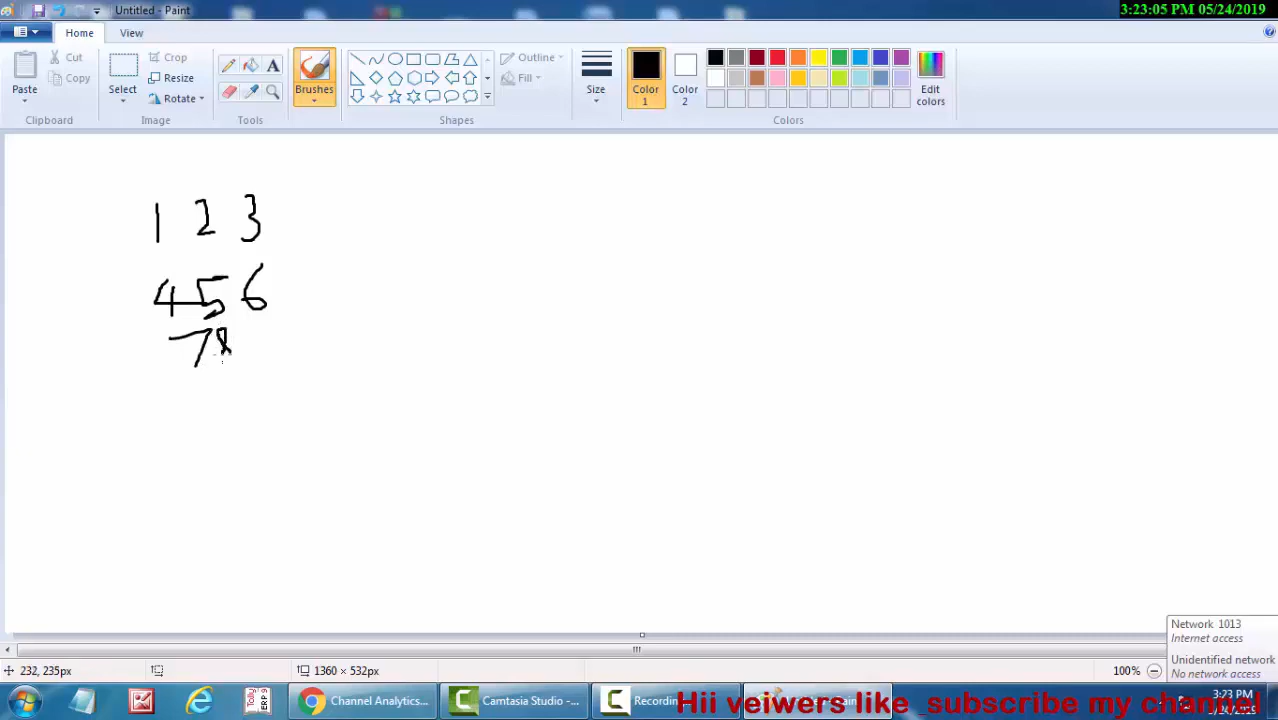 Untitled - Paint
3:23:05 PM 05/24/2019
Home View
Paste
Cut
Copy
Clipboard
Select
Crop
Resize
Rotate
Image
A
Tools
Brushes
Outline
Fill
Shapes
Size
Color 1
Color 2
Edit colors
Colors
1 2 3
4 5 6
7 8
Network 1013
Internet access
Unidentified network
No network access
232, 235px
1360 × 532px
100%
Channel Analytics...
Camtasia Studio -...
Recording
3:23 PM
Hii veiwers like subscribe my channel